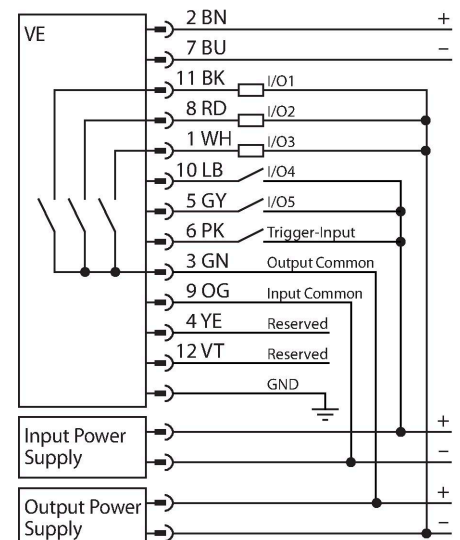 VE
2 BN +
7 BU –
11 BK I/O1
8 RD I/O2
1 WH I/O3
10 LB I/O4
5 GY I/O5
6 PK Trigger-Input
3 GN Output Common
9 OG Input Common
4 YE Reserved
12 VT Reserved
GND
Input Power +
Supply –
Output Power +
Supply –